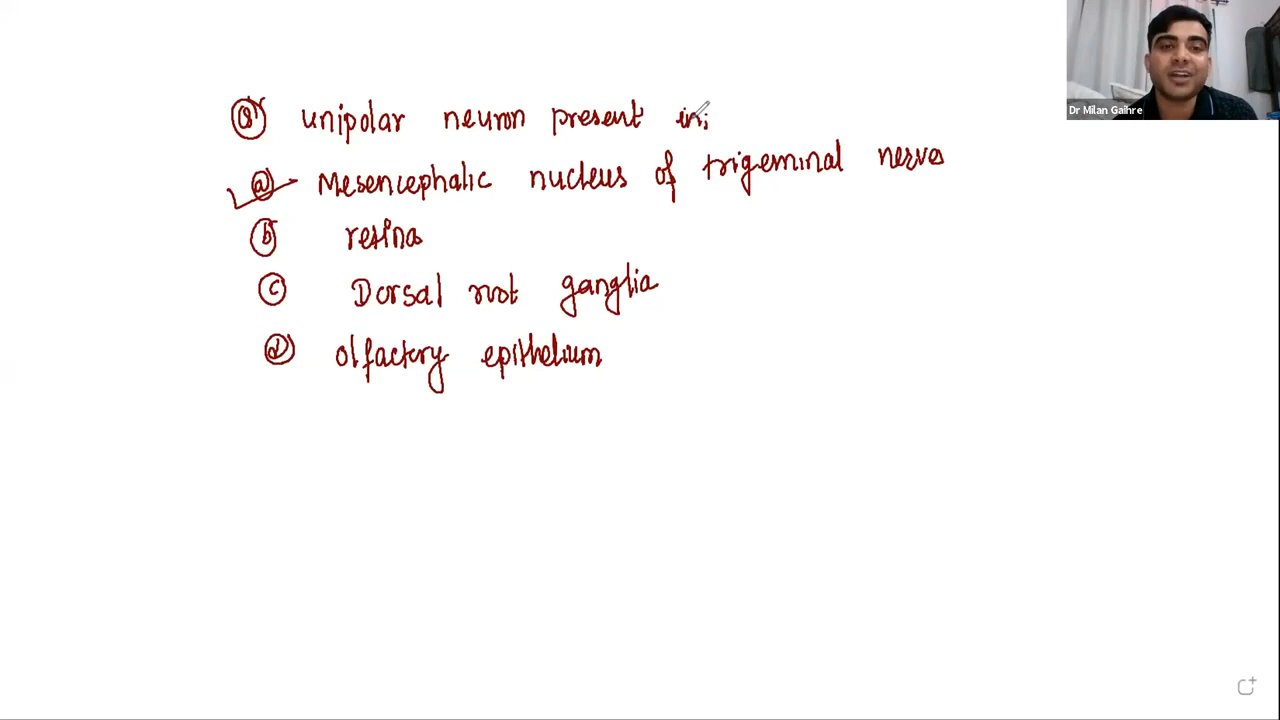 Q unipolar neuron present in;
a Mesencephalic nucleus of trigeminal nerve
b retina
c Dorsal root ganglia
d olfactory epithelium
Dr Milan Gaihre